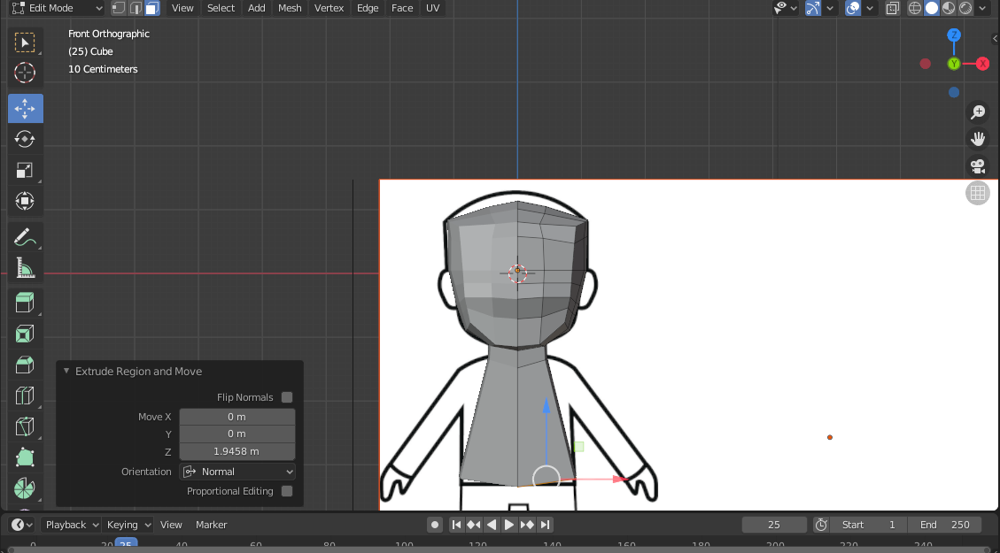 Edit Mode View Select Add Mesh Vertex Edge Face UV
Front Orthographic
(25) Cube
10 Centimeters
Z
Y
X
Extrude Region and Move
Flip Normals
Move X 0 m
Y 0 m
Z 1.9458 m
Orientation Normal
Proportional Editing
Playback Keying View Marker 25 Start 1 End 250
0 20 25 40 60 80 100 120 140 160 180 200 220 240